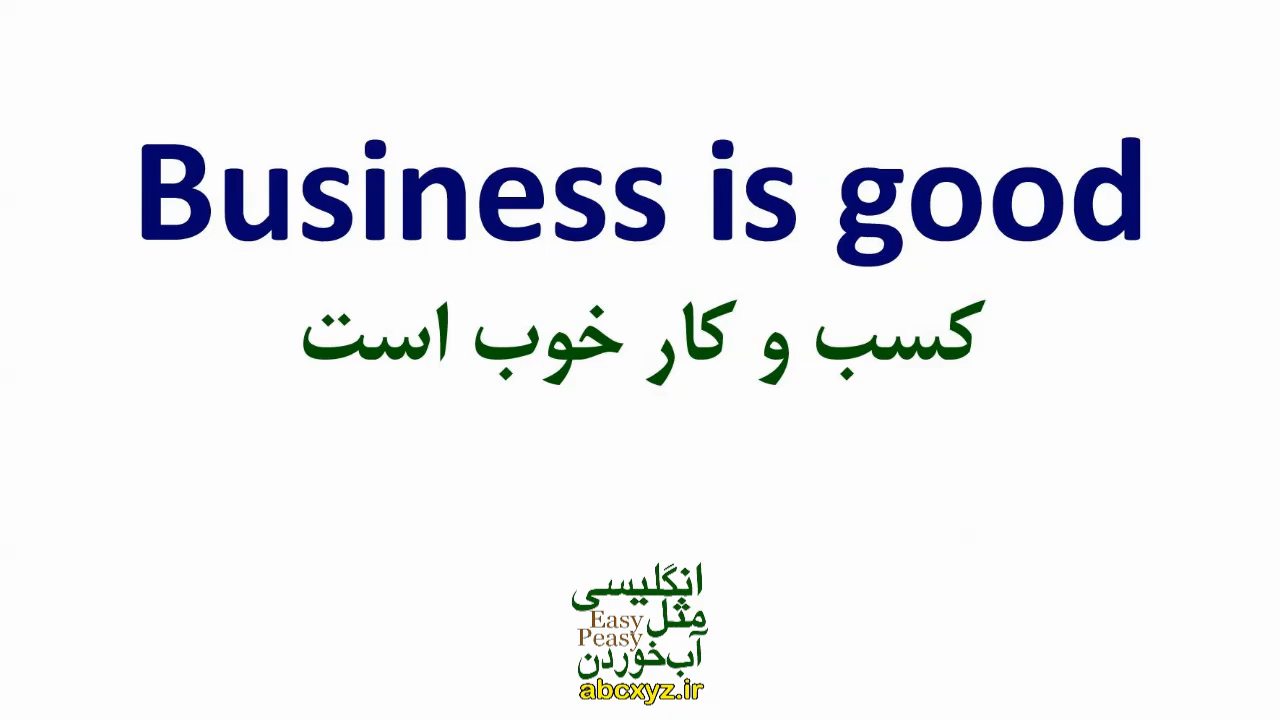 Business is good
کسب و کار خوب است
انگلیسی
مثل
Easy
Peasy
آب‌خوردن
abcxyz.ir